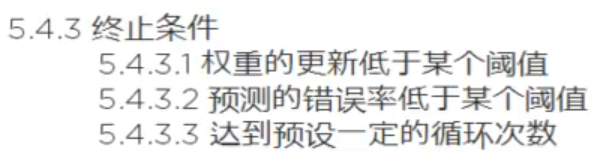 5.4.3 终止条件
5.4.3.1 权重的更新低于某个阈值
5.4.3.2 预测的错误率低于某个阈值
5.4.3.3 达到预设一定的循环次数